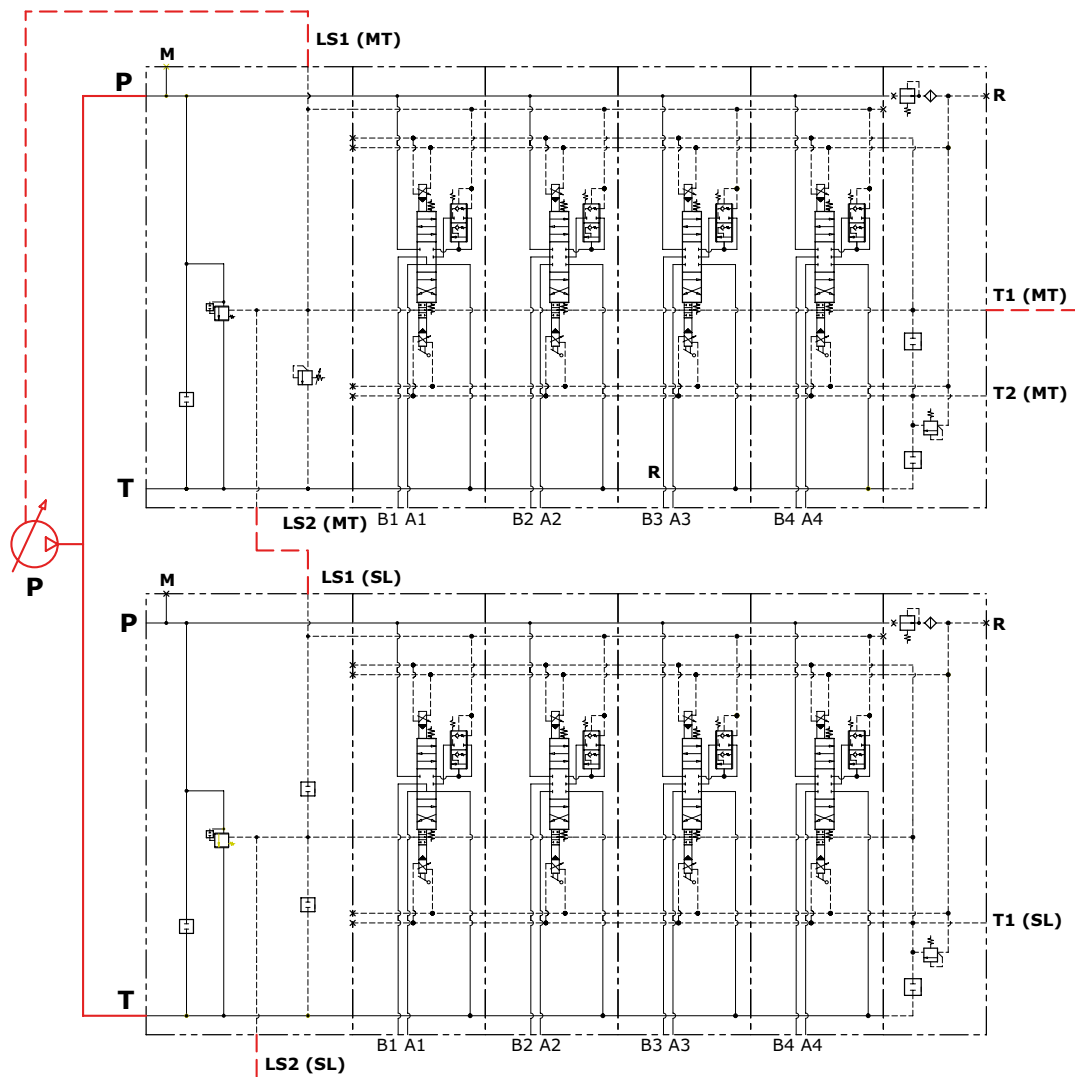 LS1 (MT)
M
P
R
T1 (MT)
T2 (MT)
R
T
B1 A1
B2 A2
B3 A3
B4 A4
LS2 (MT)
P
LS1 (SL)
M
P
R
T1 (SL)
T
B1 A1
B2 A2
B3 A3
B4 A4
LS2 (SL)